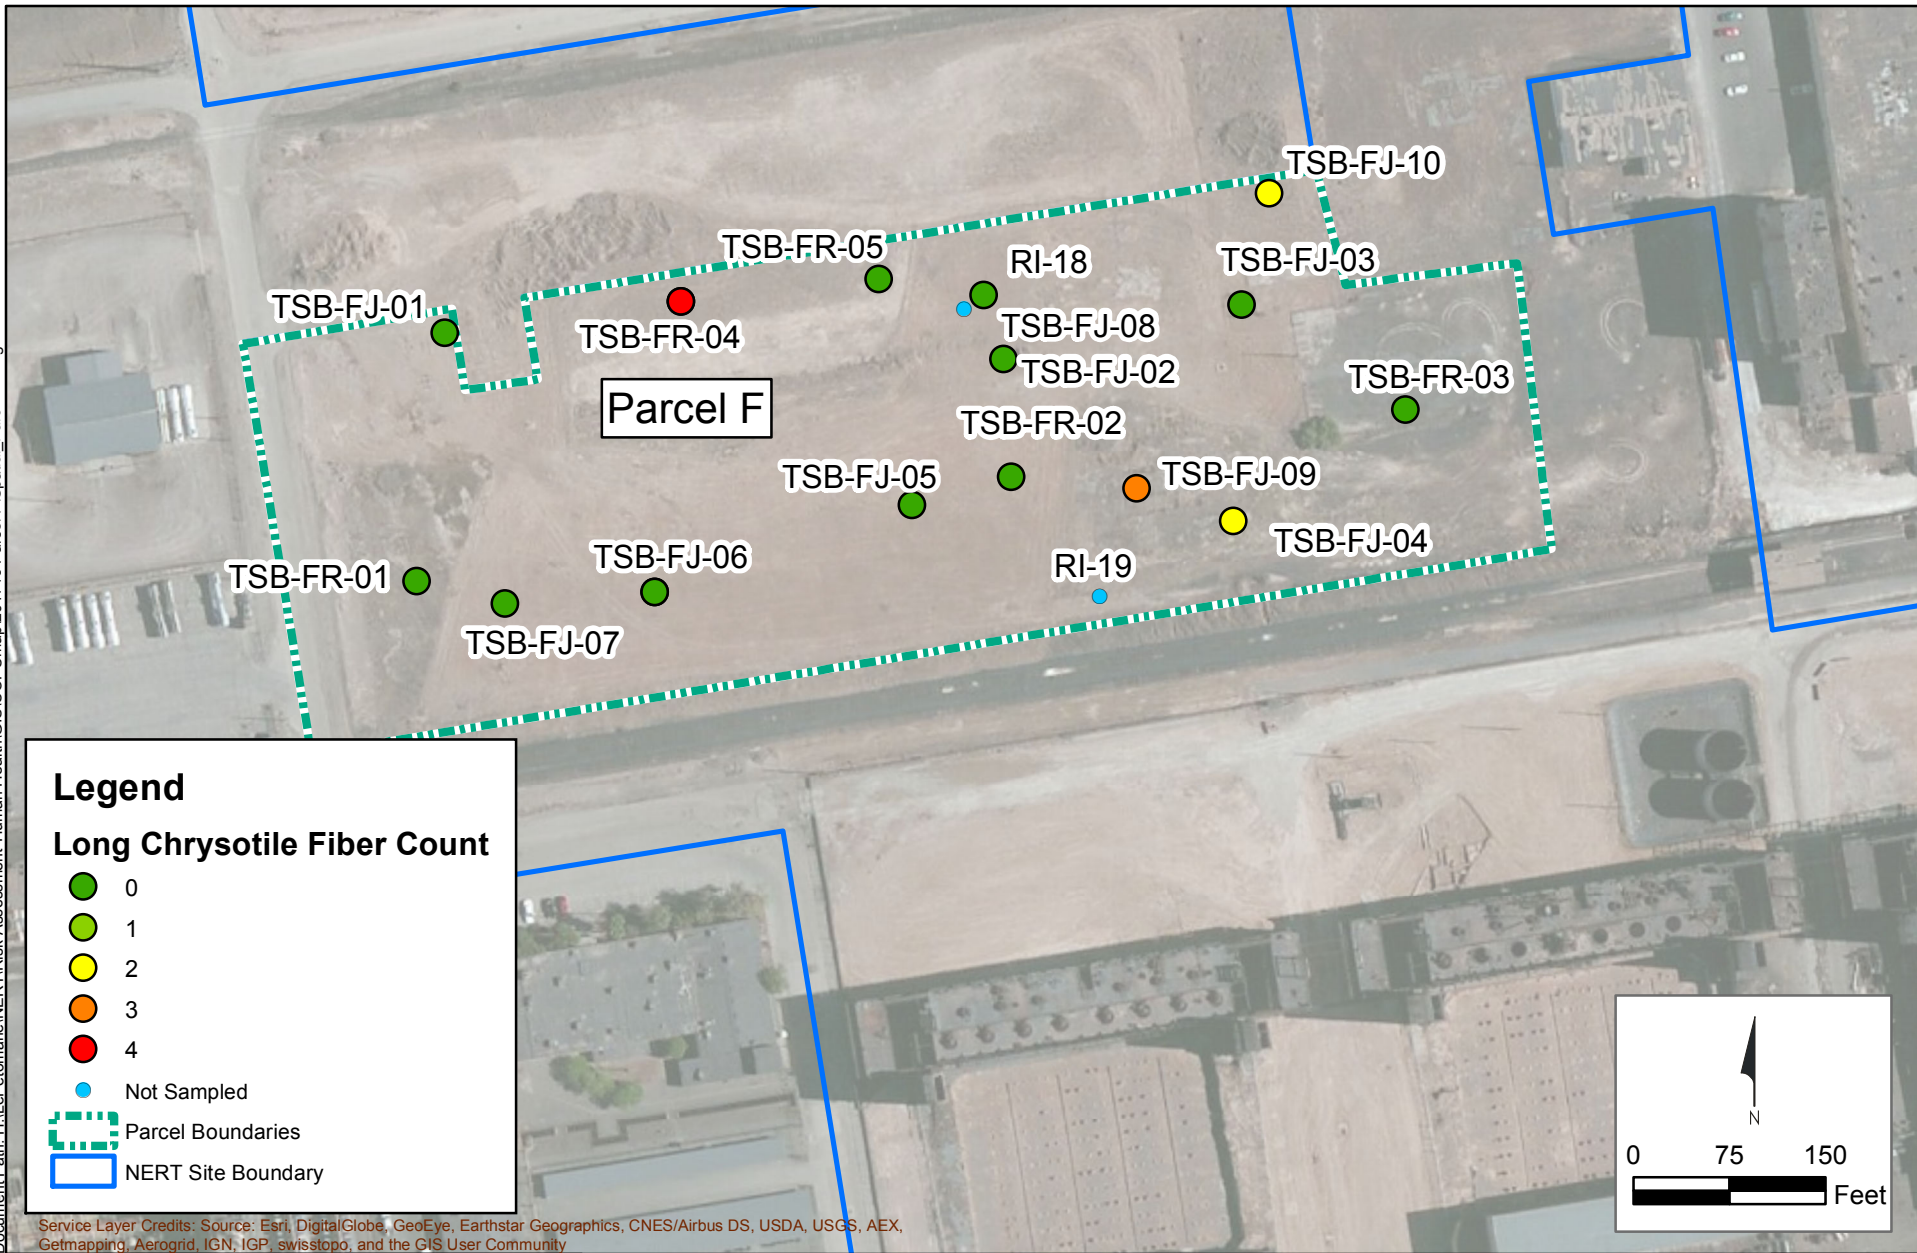 TSB-FJ-10
TSB-FR-05
RI-18
TSB-FJ-03
TSB-FJ-01
TSB-FR-04
TSB-FJ-08
TSB-FJ-02
TSB-FR-03
Parcel F
TSB-FR-02
TSB-FJ-05
TSB-FJ-09
TSB-FJ-04
TSB-FJ-06
RI-19
TSB-FR-01
TSB-FJ-07
Legend
Long Chrysotile Fiber Count
0
1
2
3
4
Not Sampled
Parcel Boundaries
NERT Site Boundary
N
0 75 150
Feet
Service Layer Credits: Source: Esri, DigitalGlobe, GeoEye, Earthstar Geographics, CNES/Airbus DS, USDA, USGS, AEX,
Getmapping, Aerogrid, IGN, IGP, swisstopo, and the GIS User Community